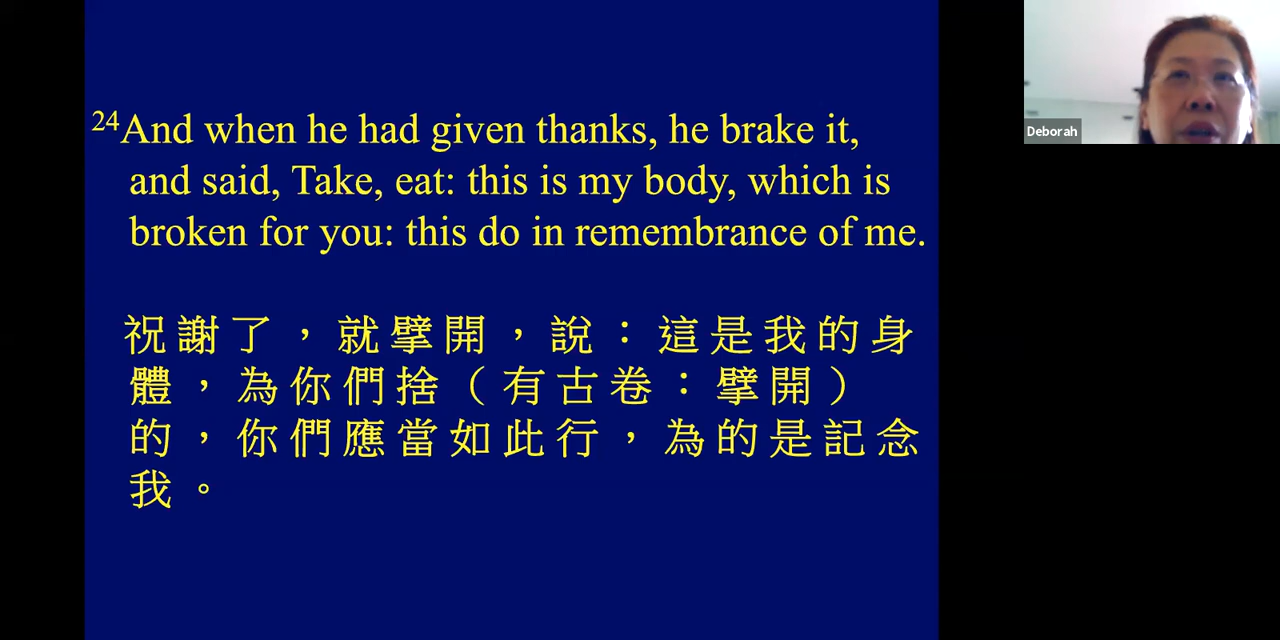 24And when he had given thanks, he brake it,
and said, Take, eat: this is my body, which is
broken for you: this do in remembrance of me.
祝謝了，就擘開，說：這是我的身
體，為你們捨（有古卷：擘開）
的，你們應當如此行，為的是記念
我。
Deborah